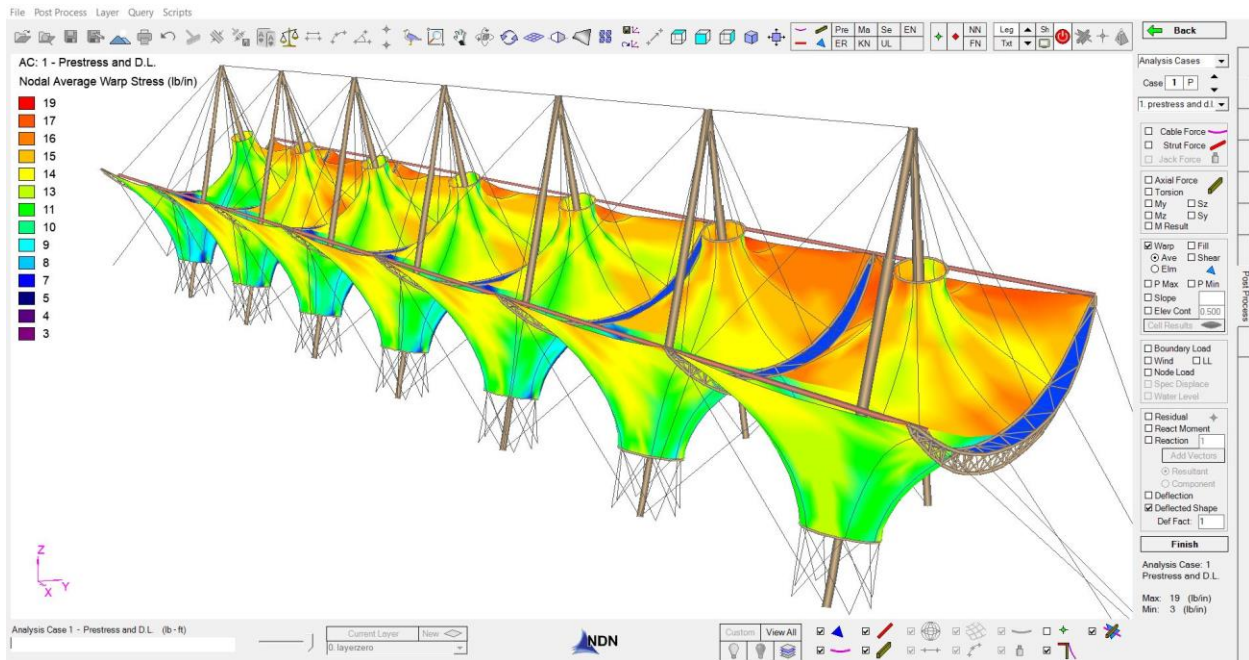 File Post Process Layer Query Scripts
Pre Ma Se EN
ER KN UL
NN
FN
Leg Sh
Txt
Back
AC: 1 - Prestress and D.L.
Nodal Average Warp Stress (lb/in)
19
17
16
15
14
13
11
10
9
8
7
5
4
3
Analysis Cases
Case 1 P
1. prestress and d.l.
Cable Force
Strut Force
Jack Force
Axial Force
Torsion
My Sz
Mz Sy
M Result
Warp Fill
Ave Shear
Elm
P Max P Min
Slope
Elev Cont 0.500
Cell Results
Boundary Load
Wind LL
Node Load
Spec Displace
Water Level
Residual
React Moment
Reaction 1
Add Vectors
Resultant
Component
Deflection
Deflected Shape
Def Fact: 1
Finish
Analysis Case: 1
Prestress and D.L.
Max: 19 (lb/in)
Min: 3 (lb/in)
Post Process
Z
X Y
Analysis Case 1 - Prestress and D.L. (lb - ft)
Current Layer New
0. layerzero
NDN
Custom View All